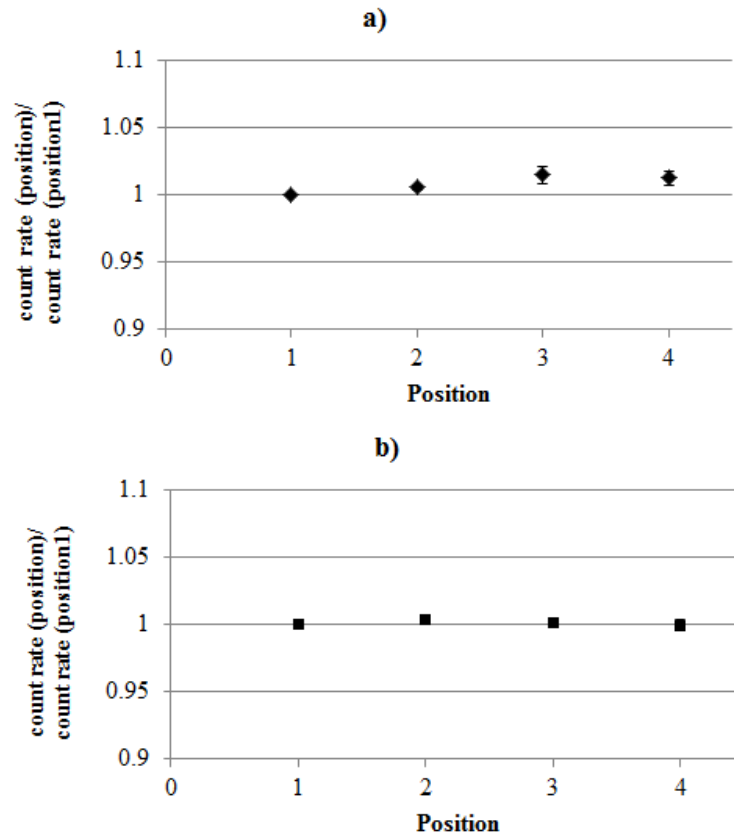 a)
count rate (position)/
count rate (position1)
1.1
1.05
1
0.95
0.9
0 1 2 3 4
Position
b)
count rate (position)/
count rate (position1)
1.1
1.05
1
0.95
0.9
0 1 2 3 4
Position